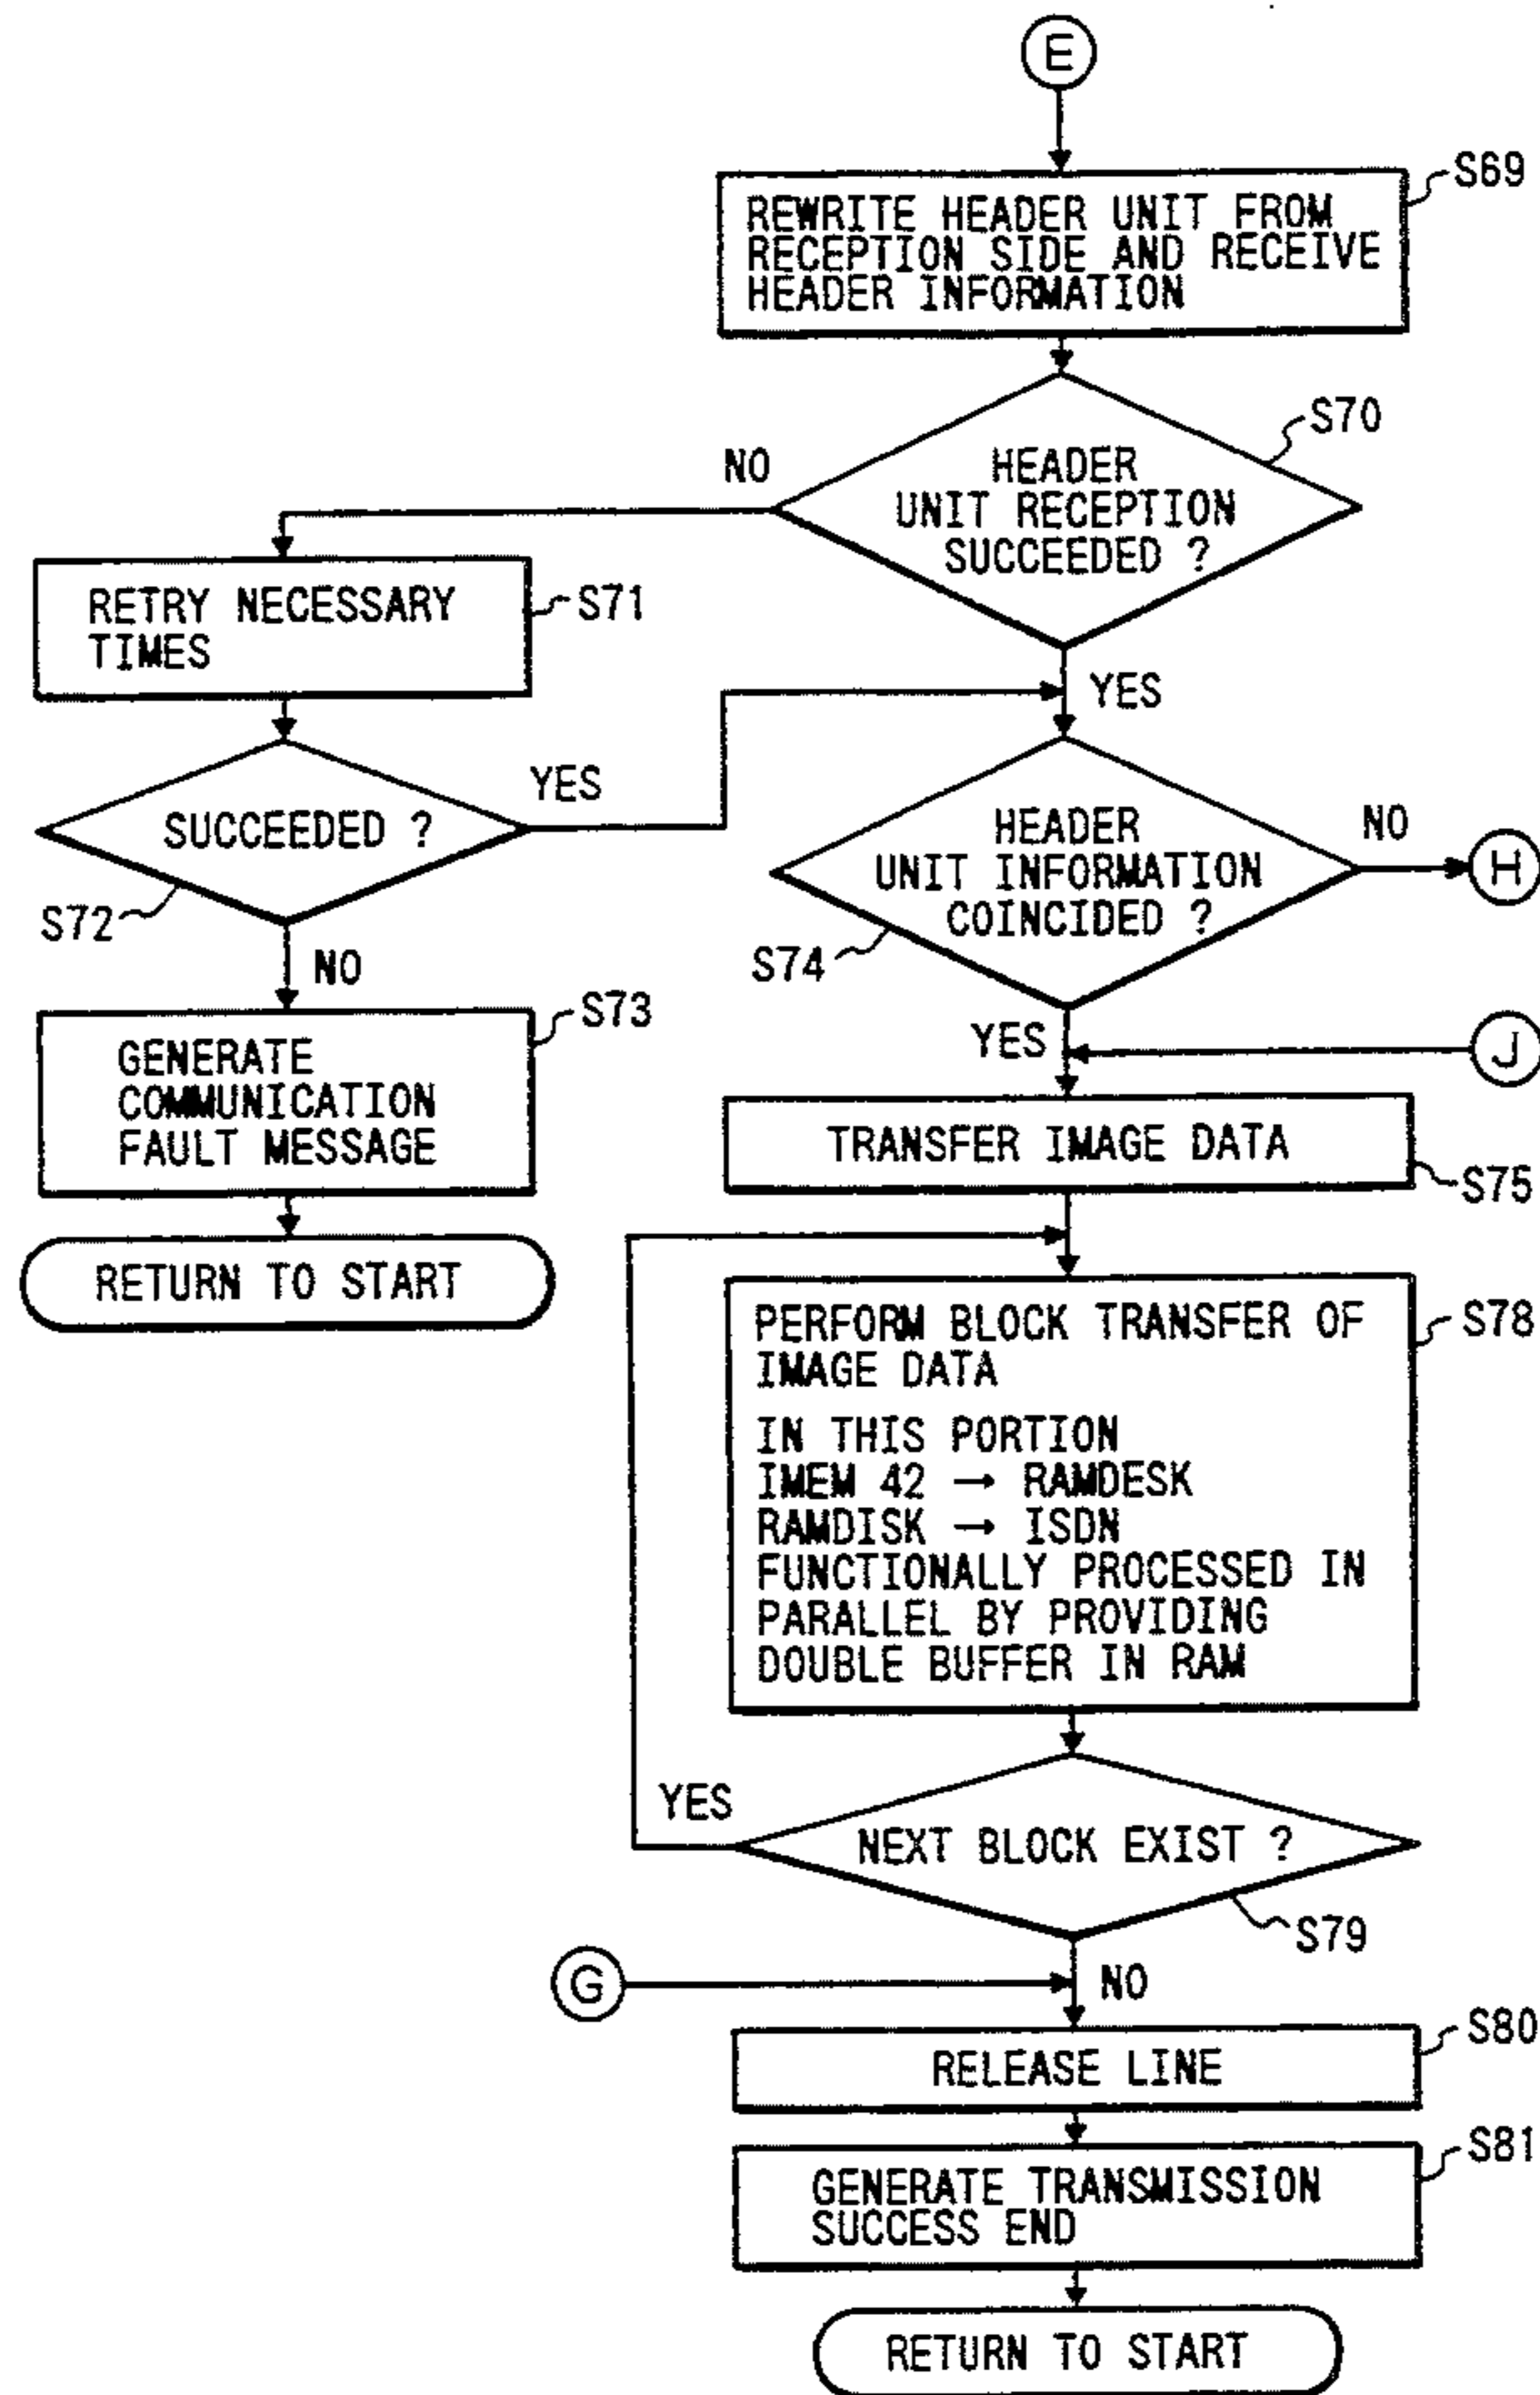 E
REWRITE HEADER UNIT FROM
RECEPTION SIDE AND RECEIVE
HEADER INFORMATION
S69
HEADER
UNIT RECEPTION
SUCCEEDED ?
S70
NO
YES
RETRY NECESSARY
TIMES
S71
SUCCEEDED ?
YES
S72
NO
GENERATE
COMMUNICATION
FAULT MESSAGE
S73
RETURN TO START
HEADER
UNIT INFORMATION
COINCIDED ?
NO
H
S74
YES
J
TRANSFER IMAGE DATA
S75
PERFORM BLOCK TRANSFER OF
IMAGE DATA
IN THIS PORTION
IMEM 42 → RAMDESK
RAMDISK → ISDN
FUNCTIONALLY PROCESSED IN
PARALLEL BY PROVIDING
DOUBLE BUFFER IN RAM
S78
YES
NEXT BLOCK EXIST ?
S79
G
NO
RELEASE LINE
S80
GENERATE TRANSMISSION
SUCCESS END
S81
RETURN TO START